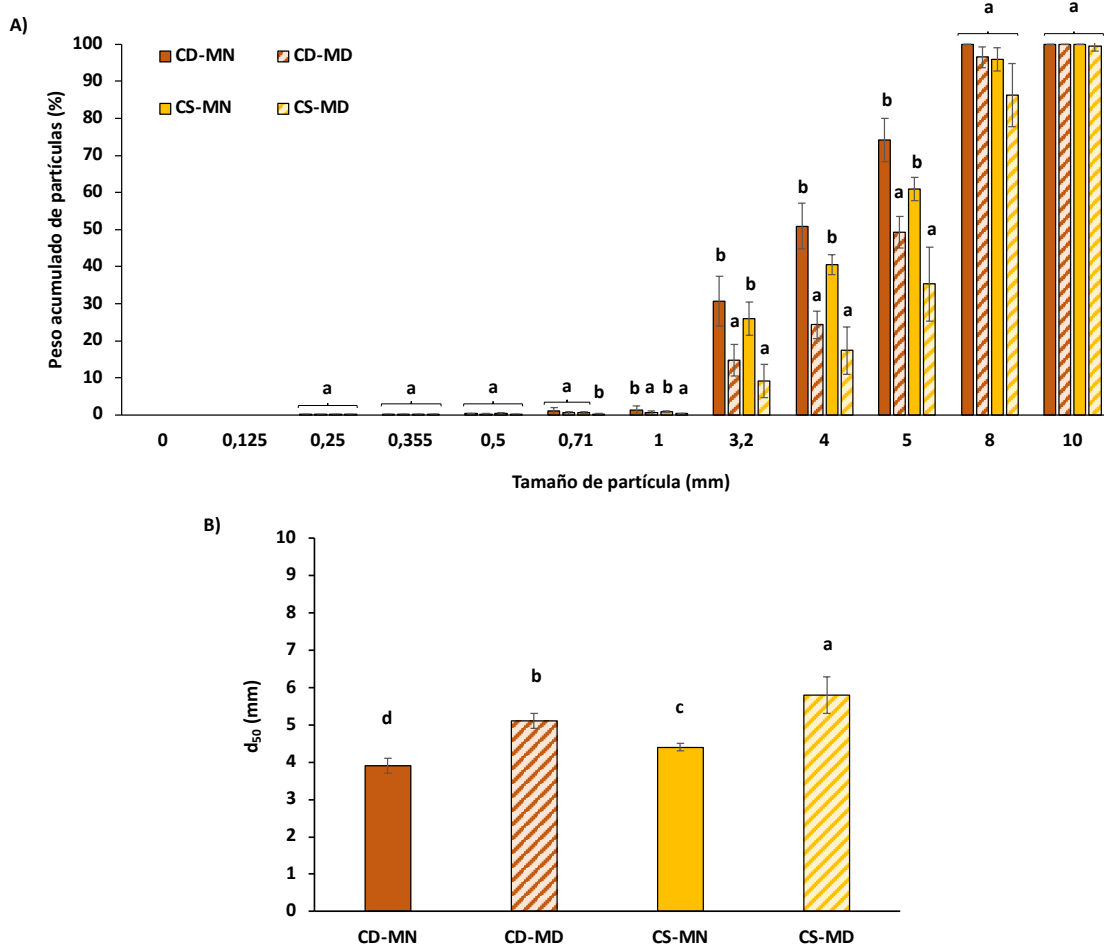 A)
Peso acumulado de partículas (%)
100
90
80
70
60
50
40
30
20
10
0
CD-MN
CD-MD
CS-MN
CS-MD
a
a
a
a
b
b a b a
b
a
b
a
b
a
b
a
b
a
b
a
a
a
0 0,125 0,25 0,355 0,5 0,71 1 3,2 4 5 8 10
Tamaño de partícula (mm)
B)
d₅₀ (mm)
10
9
8
7
6
5
4
3
2
1
0
d
b
c
a
CD-MN CD-MD CS-MN CS-MD